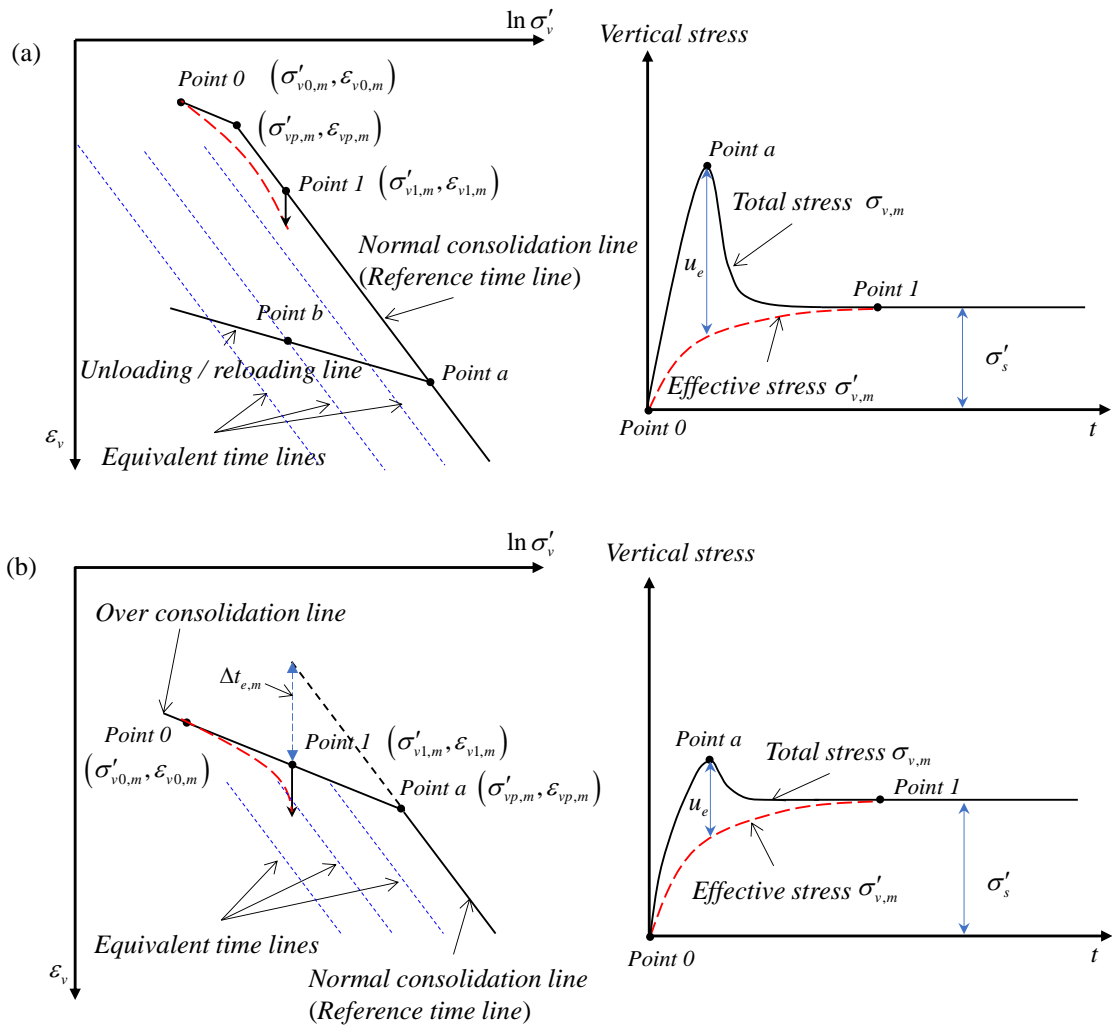 (a)
ln σ′v
Point 0 (σ′v0,m, εv0,m)
(σ′vp,m, εvp,m)
Point 1 (σ′v1,m, εv1,m)
Normal consolidation line
(Reference time line)
Point b
Unloading / reloading line
Point a
Equivalent time lines
εv
Vertical stress
Point a
Total stress σv,m
ue
Point 1
Effective stress σ′v,m
σ′s
Point 0
t
(b)
ln σ′v
Over consolidation line
Δte,m
Point 0
(σ′v0,m, εv0,m)
Point 1 (σ′v1,m, εv1,m)
Point a (σ′vp,m, εvp,m)
Equivalent time lines
Normal consolidation line
(Reference time line)
εv
Vertical stress
Point a
Total stress σv,m
ue
Point 1
Effective stress σ′v,m
σ′s
Point 0
t